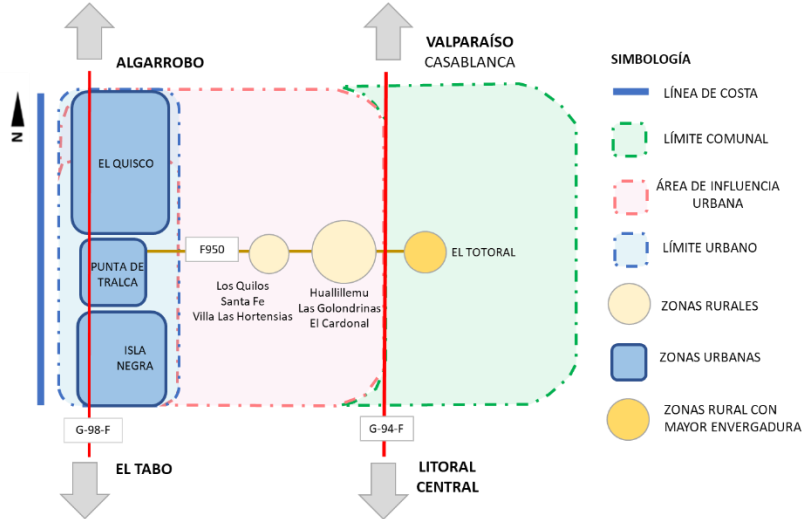 ALGARROBO
VALPARAÍSO
CASABLANCA
N
EL QUISCO
PUNTA DE
TRALCA
ISLA
NEGRA
F950
Los Quilos
Santa Fe
Villa Las Hortensias
Huallillemu
Las Golondrinas
El Cardonal
EL TOTORAL
G-98-F
G-94-F
EL TABO
LITORAL
CENTRAL
SIMBOLOGÍA
LÍNEA DE COSTA
LÍMITE COMUNAL
ÁREA DE INFLUENCIA
URBANA
LÍMITE URBANO
ZONAS RURALES
ZONAS URBANAS
ZONAS RURAL CON
MAYOR ENVERGADURA